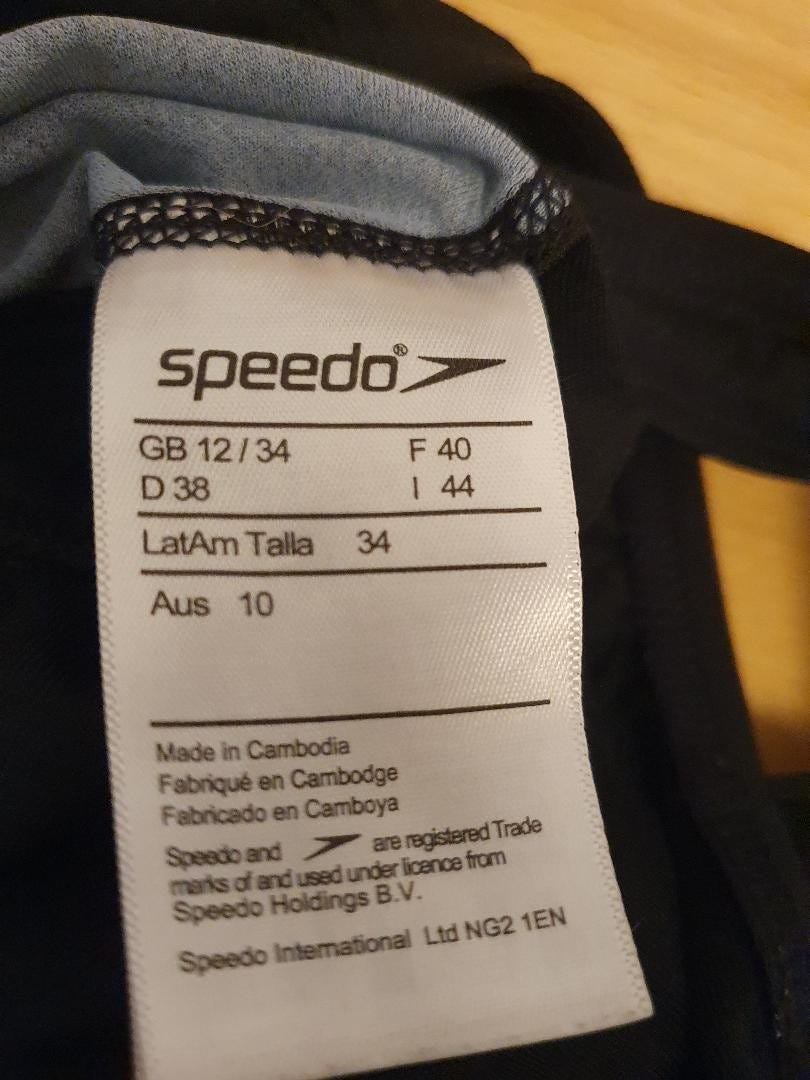 speedo®
GB 12 / 34 F 40
D 38 I 44
LatAm Talla 34
Aus 10
Made in Cambodia
Fabriqué en Cambodge
Fabricado en Camboya
Speedo and are registered Trade
marks of and used under licence from
Speedo Holdings B.V.
Speedo International Ltd NG2 1EN